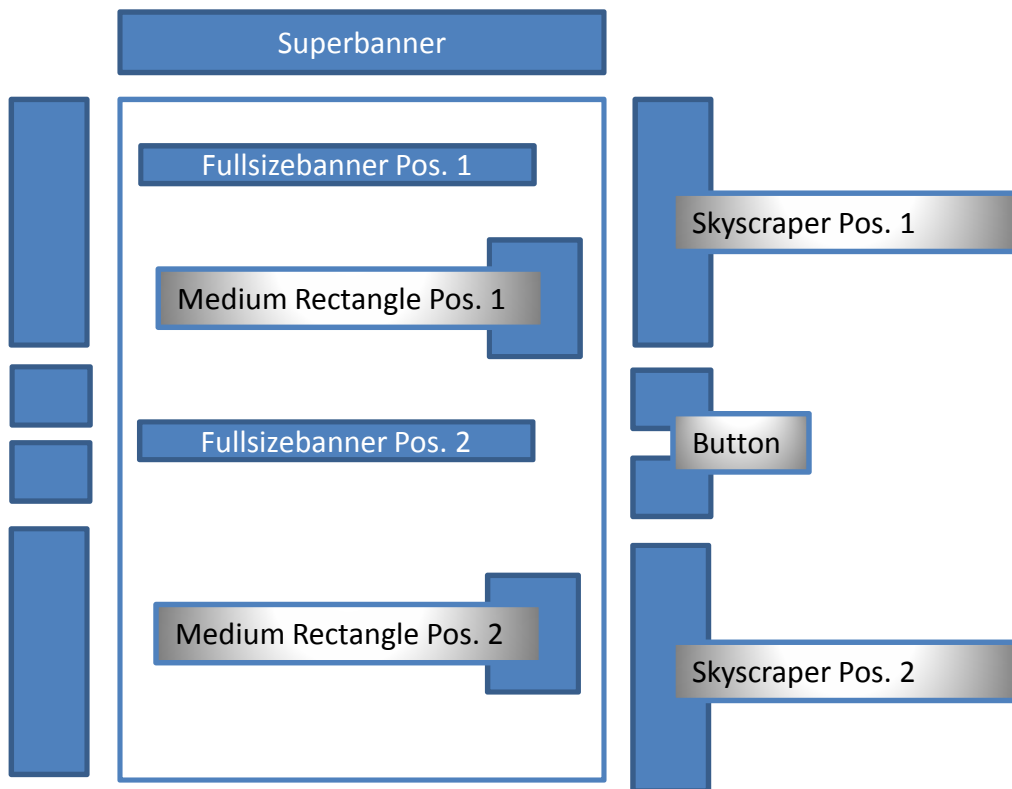 Superbanner
Fullsizebanner Pos. 1
Skyscraper Pos. 1
Medium Rectangle Pos. 1
Fullsizebanner Pos. 2
Button
Medium Rectangle Pos. 2
Skyscraper Pos. 2